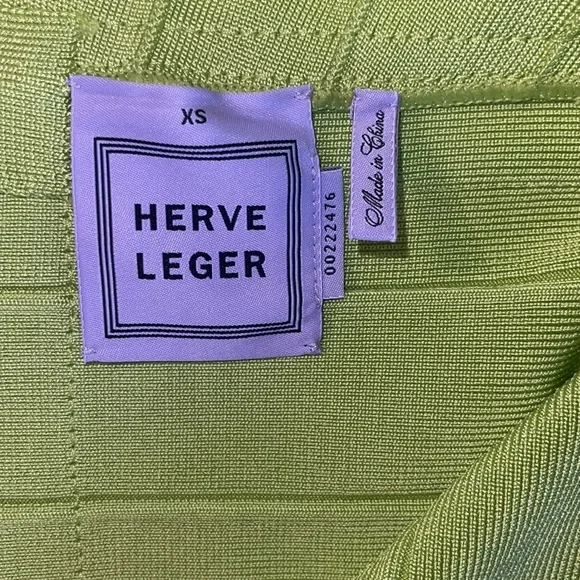 XS
HERVE
LEGER
00222476
Made in China